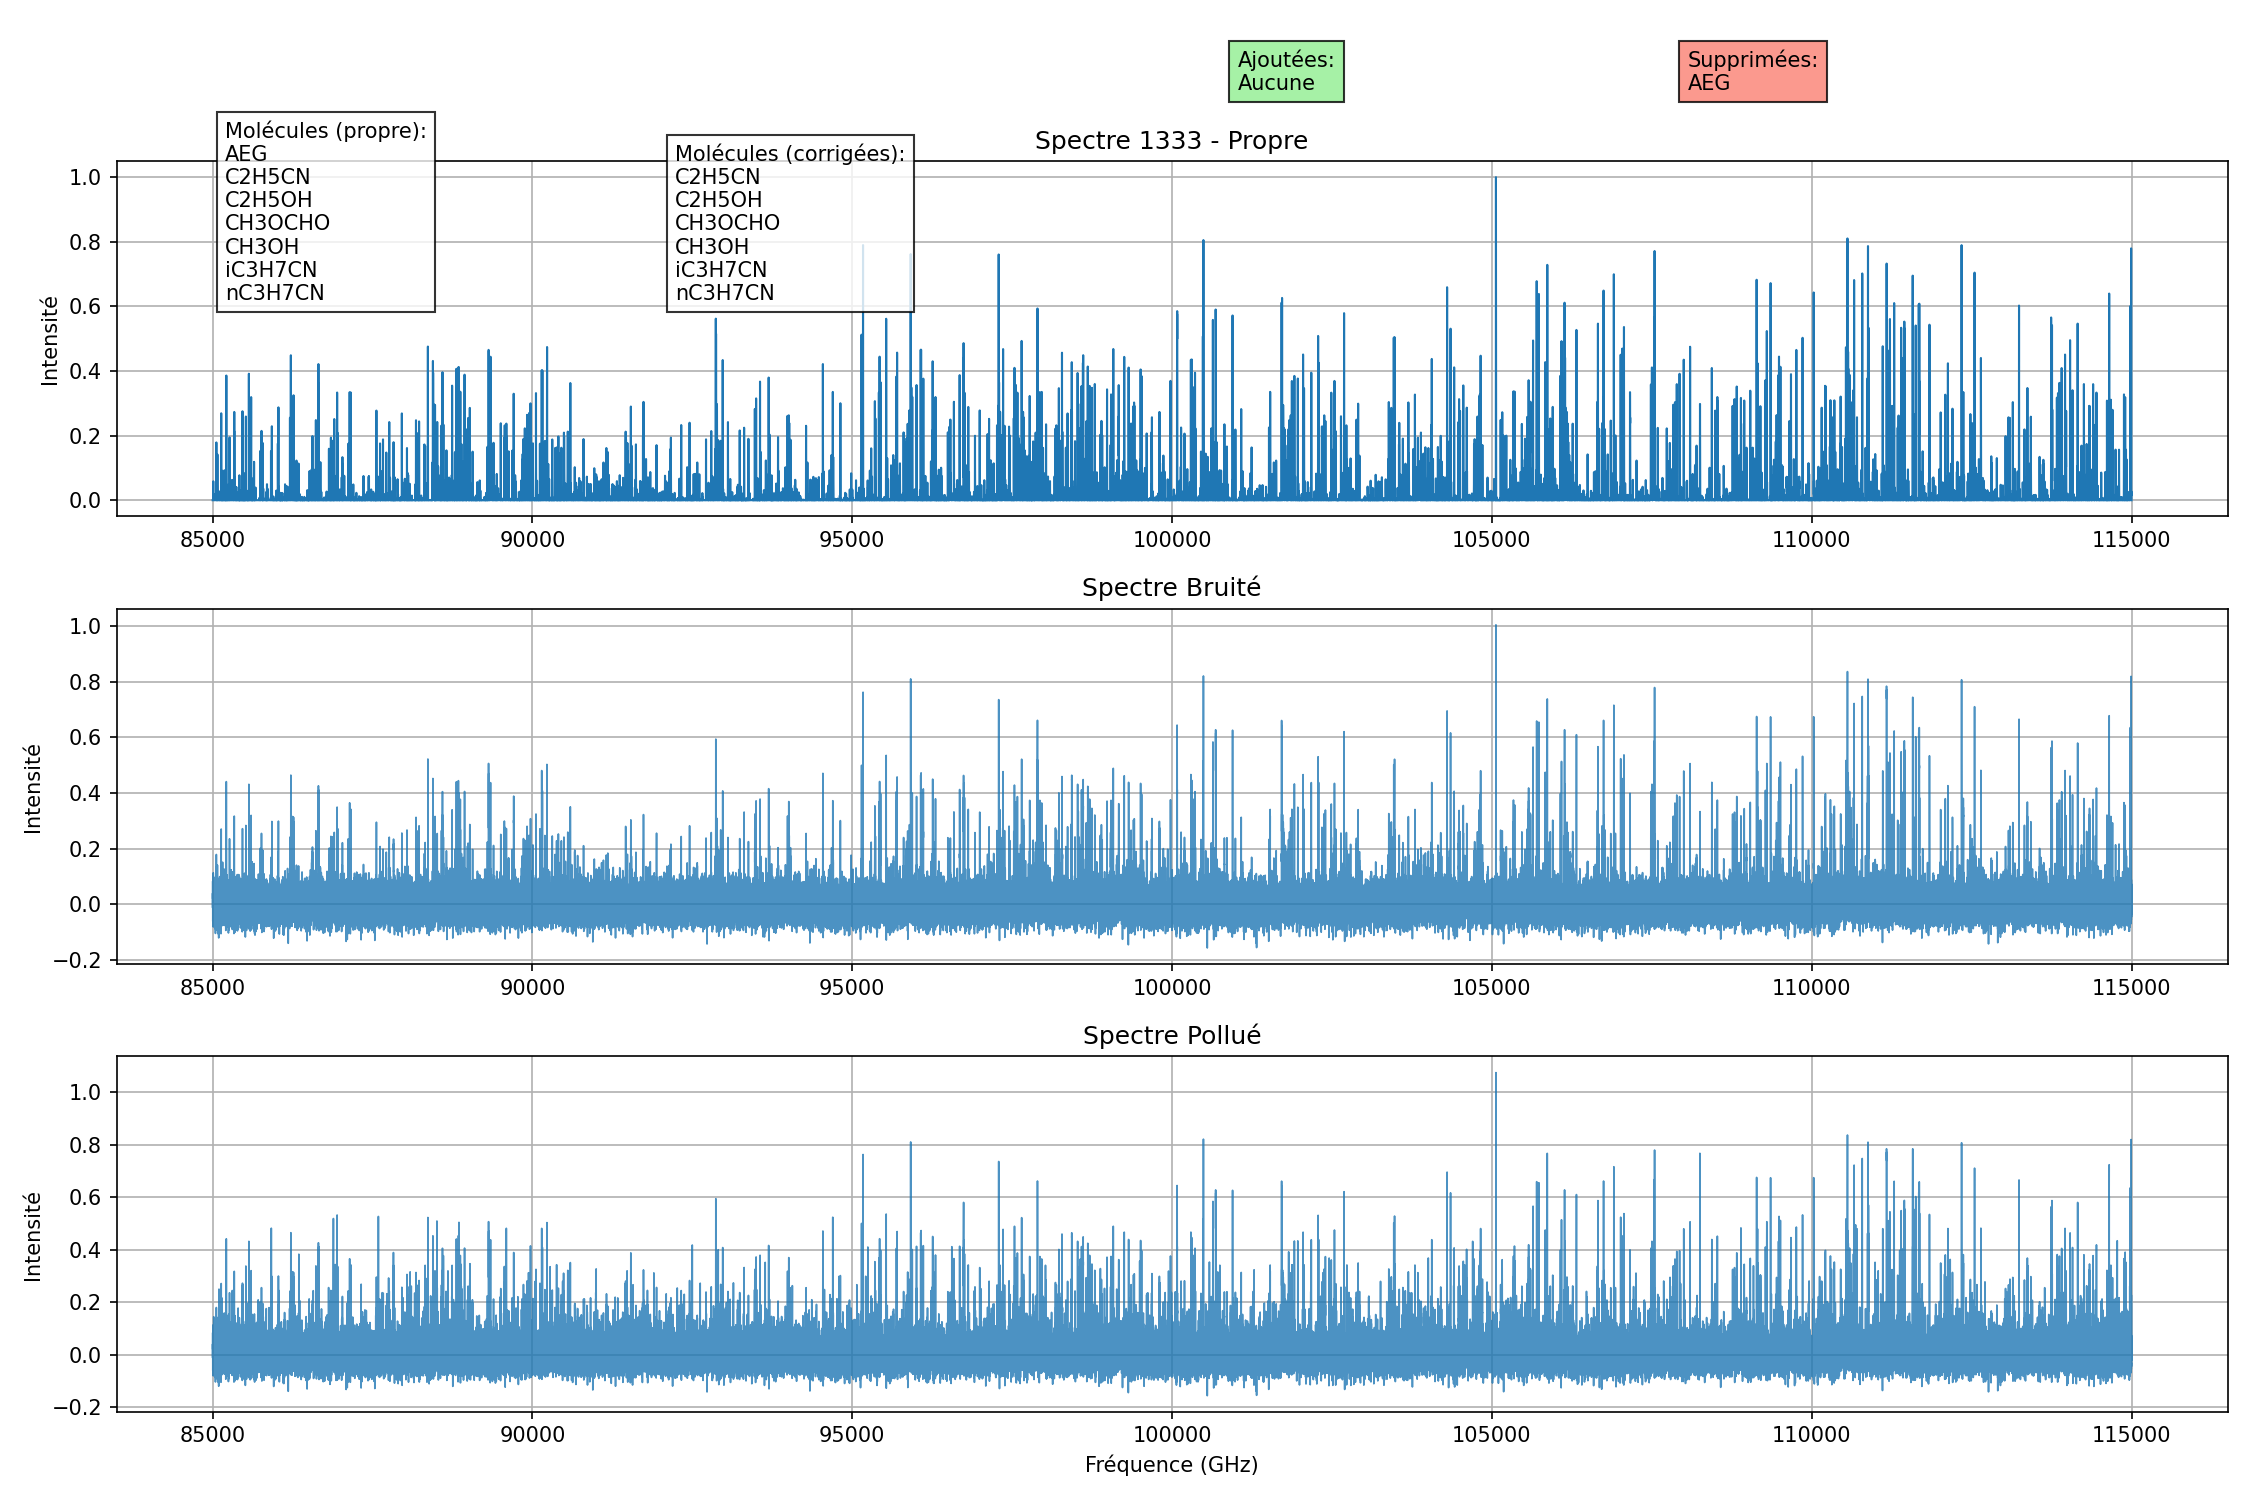 Ajoutées:
Aucune
Supprimées:
AEG
Molécules (propre):
AEG
C2H5CN
C2H5OH
CH3OCHO
CH3OH
iC3H7CN
nC3H7CN
Molécules (corrigées):
C2H5CN
C2H5OH
CH3OCHO
CH3OH
iC3H7CN
nC3H7CN
Spectre 1333 - Propre
Intensité
1.0
0.8
0.6
0.4
0.2
0.0
85000 90000 95000 100000 105000 110000 115000
Spectre Bruité
Intensité
1.0
0.8
0.6
0.4
0.2
0.0
−0.2
85000 90000 95000 100000 105000 110000 115000
Spectre Pollué
Intensité
1.0
0.8
0.6
0.4
0.2
0.0
−0.2
85000 90000 95000 100000 105000 110000 115000
Fréquence (GHz)